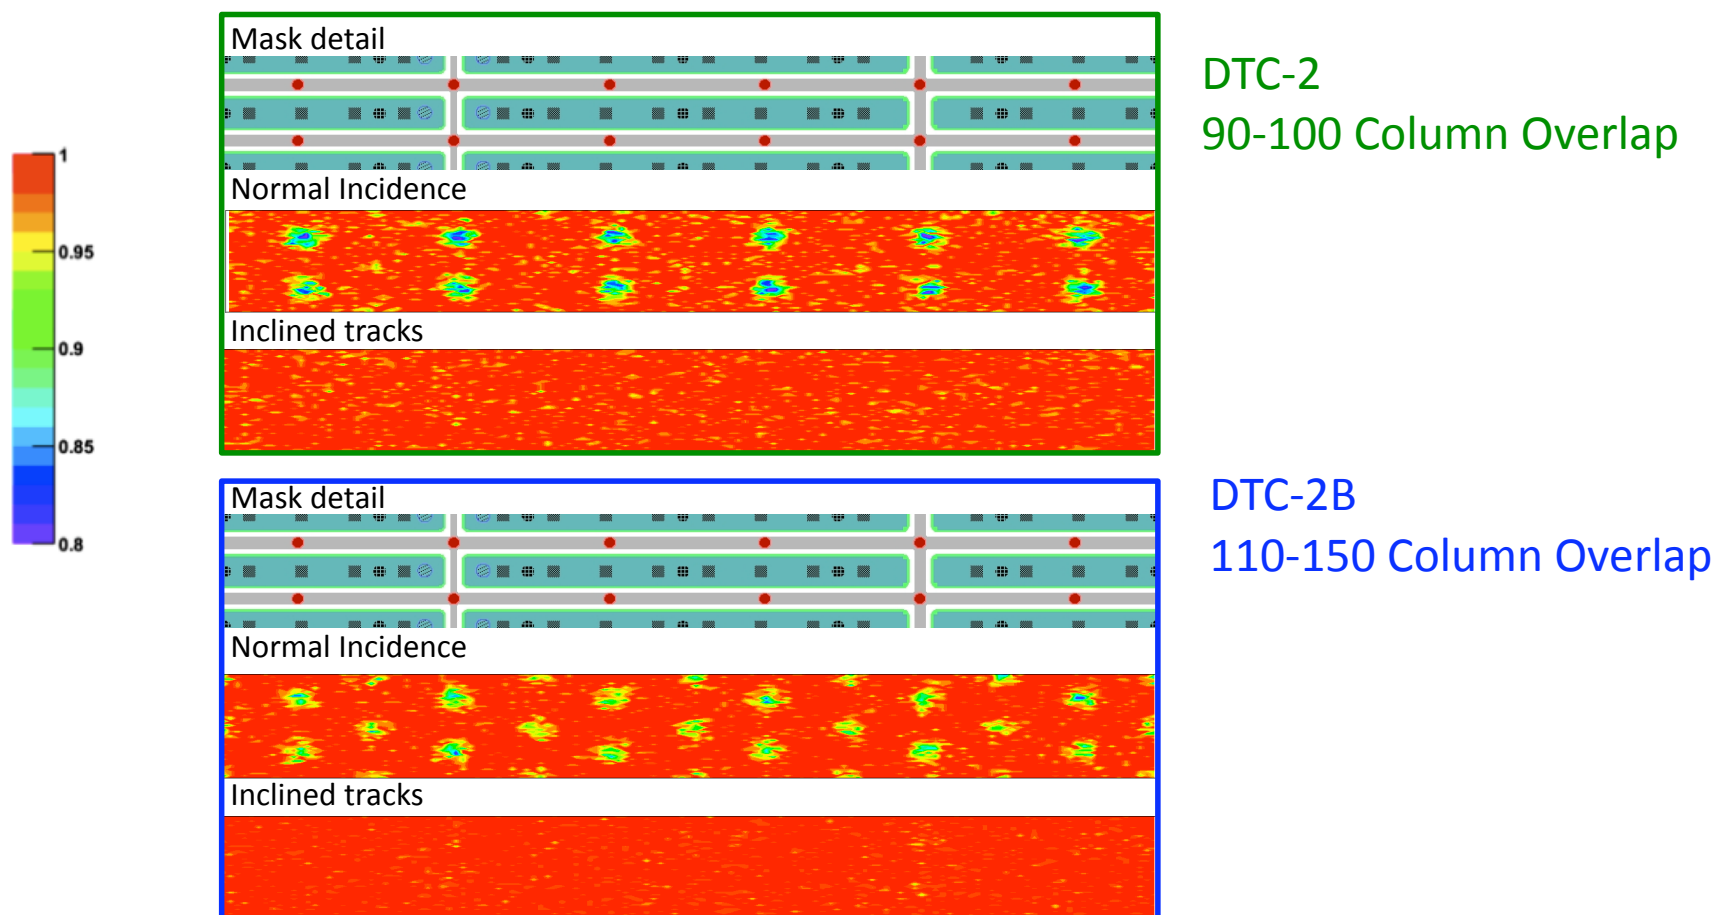 Mask detail
Normal Incidence
Inclined tracks
DTC-2
90-100 Column Overlap
1
0.95
0.9
0.85
0.8
Mask detail
Normal Incidence
Inclined tracks
DTC-2B
110-150 Column Overlap